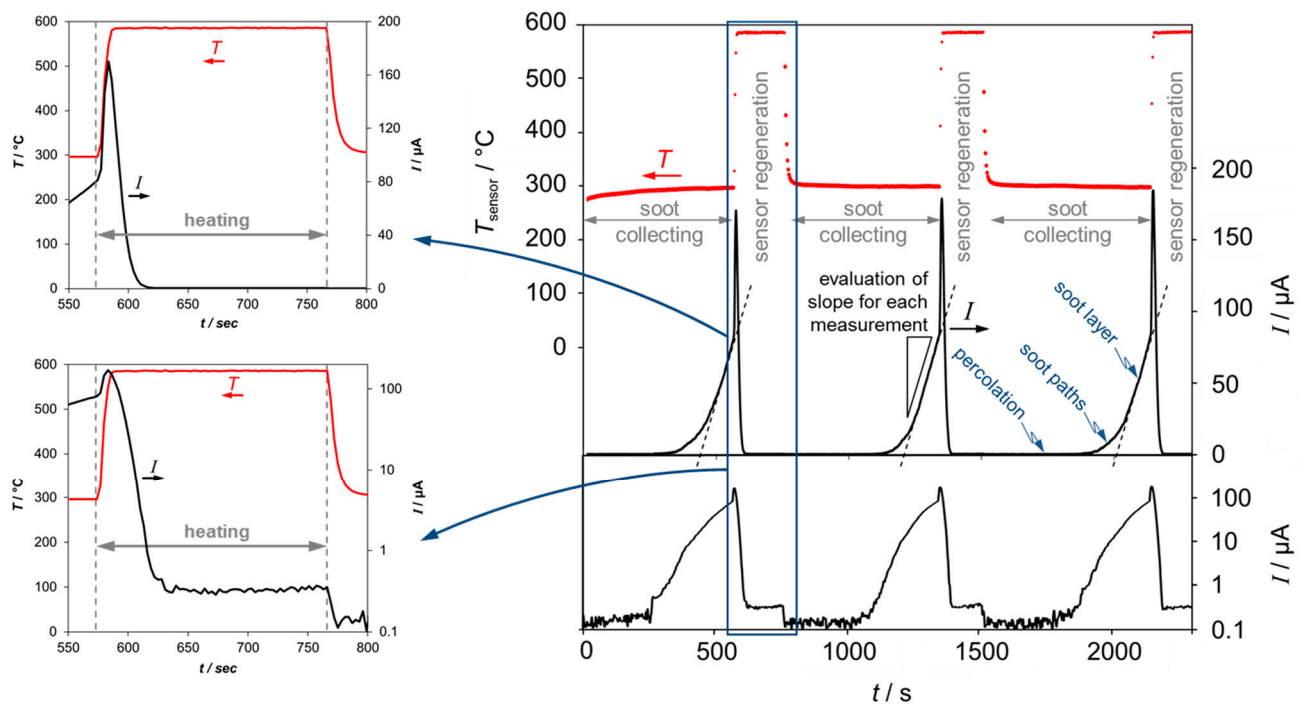 600
500
400
300
200
100
0
T / °C
200
160
120
80
40
0
I / µA
T
I
heating
550
600
650
700
750
800
t / sec
600
500
400
300
200
100
0
T / °C
100
10
1
0.1
I / µA
T
I
heating
550
600
650
700
750
800
t / sec
600
500
400
300
200
100
0
Tsensor / °C
T
soot
collecting
sensor regeneration
soot
collecting
sensor regeneration
soot
collecting
sensor regeneration
evaluation of
slope for each
measurement
I
percolation
soot paths
soot layer
200
150
100
50
0
I / µA
100
10
1
0.1
I / µA
0
500
1000
1500
2000
t / s